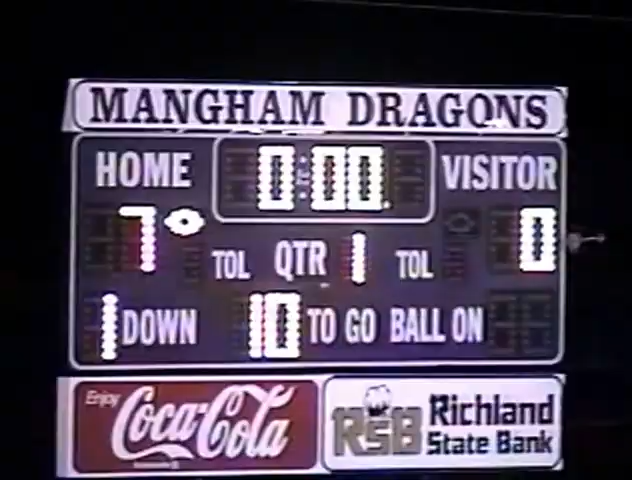 MANGHAM DRAGONS
HOME 0:00 VISITOR
7 TOL QTR 1 TOL 0
1 DOWN 10 TO GO BALL ON
Enjoy Coca-Cola
RSB Richland State Bank